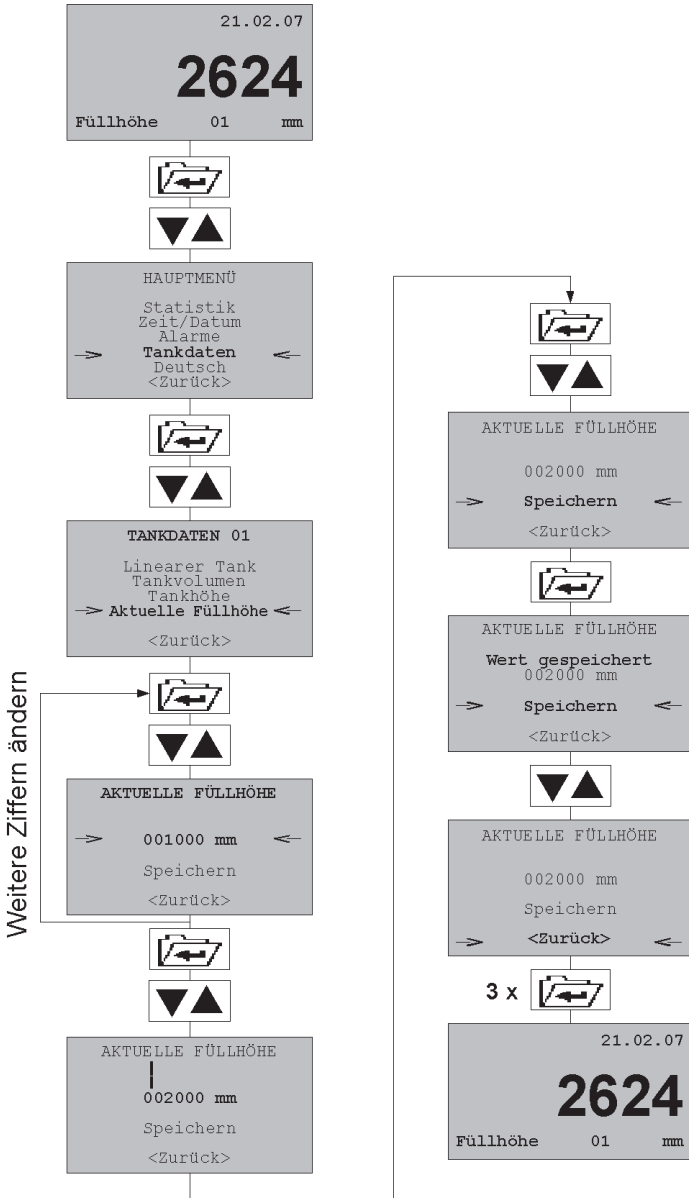 21.02.07
2624
Füllhöhe 01 mm
HAUPTMENÜ
Statistik
Zeit/Datum
Alarme
Tankdaten
Deutsch
<Zurück>
TANKDATEN 01
Linearer Tank
Tankvolumen
Tankhöhe
Aktuelle Füllhöhe
<Zurück>
Weitere Ziffern ändern
AKTUELLE FÜLLHÖHE
001000 mm
Speichern
<Zurück>
AKTUELLE FÜLLHÖHE
002000 mm
Speichern
<Zurück>
AKTUELLE FÜLLHÖHE
002000 mm
Speichern
<Zurück>
AKTUELLE FÜLLHÖHE
Wert gespeichert
002000 mm
Speichern
<Zurück>
AKTUELLE FÜLLHÖHE
002000 mm
Speichern
<Zurück>
3 x
21.02.07
2624
Füllhöhe 01 mm